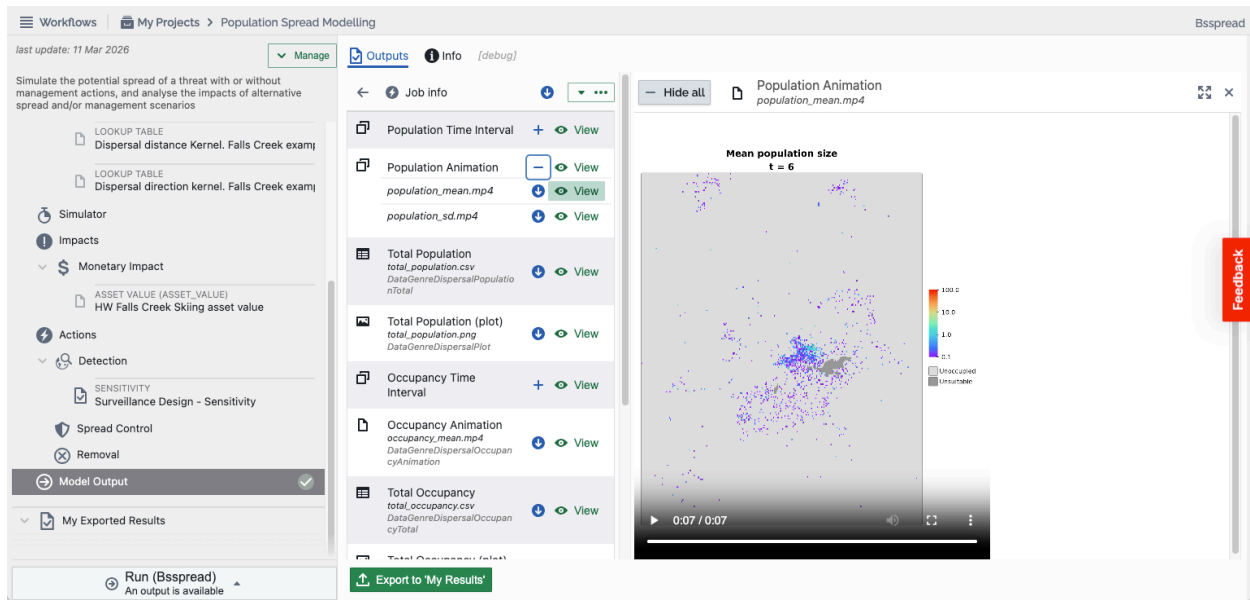 Workflows
My Projects > Population Spread Modelling
Bsspread
last update: 11 Mar 2026
Manage
Simulate the potential spread of a threat with or without
management actions, and analyse the impacts of alternative
spread and/or management scenarios
LOOKUP TABLE
Dispersal distance Kernel. Falls Creek examp
LOOKUP TABLE
Dispersal direction kernel. Falls Creek examp
Simulator
Impacts
Monetary Impact
ASSET VALUE (ASSET_VALUE)
HW Falls Creek Skiing asset value
Actions
Detection
SENSITIVITY
Surveillance Design - Sensitivity
Spread Control
Removal
Model Output
My Exported Results
Run (Bsspread)
An output is available
Outputs
Info
[debug]
Job info
Population Time Interval
View
Population Animation
View
population_mean.mp4
View
population_sd.mp4
View
Total Population
total_population.csv
DataGenreDispersalPopulatio
nTotal
View
Total Population (plot)
total_population.png
DataGenreDispersalPlot
View
Occupancy Time
Interval
View
Occupancy Animation
occupancy_mean.mp4
DataGenreDispersalOccupan
cyAnimation
View
Total Occupancy
total_occupancy.csv
DataGenreDispersalOccupan
cyTotal
View
Total Occupancy (plot)
Export to 'My Results'
Hide all
Population Animation
population_mean.mp4
Mean population size
t = 6
100.0
10.0
1.0
0.1
Unoccupied
Unsuitable
0:07 / 0:07
Feedback